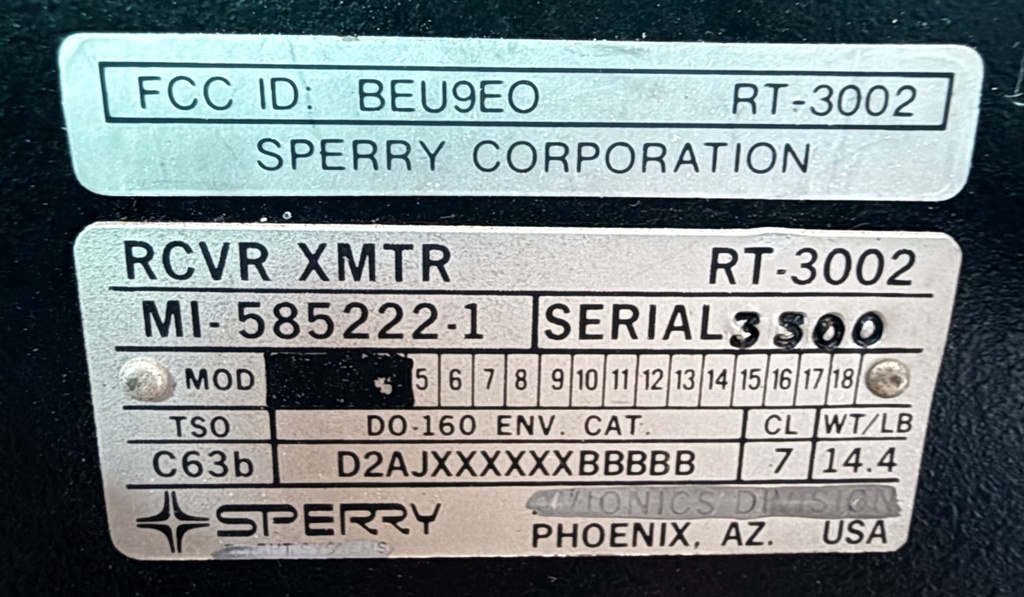 FCC ID: BEU9EO RT-3002
SPERRY CORPORATION
RCVR XMTR RT-3002
MI-585222-1 SERIAL 3300
MOD 5 6 7 8 9 10 11 12 13 14 15 16 17 18
TSO DO-160 ENV. CAT. CL WT/LB
C63b D2AJXXXXXXBBBBB 7 14.4
SPERRY AVIONICS DIVISION
PHOENIX, AZ. USA